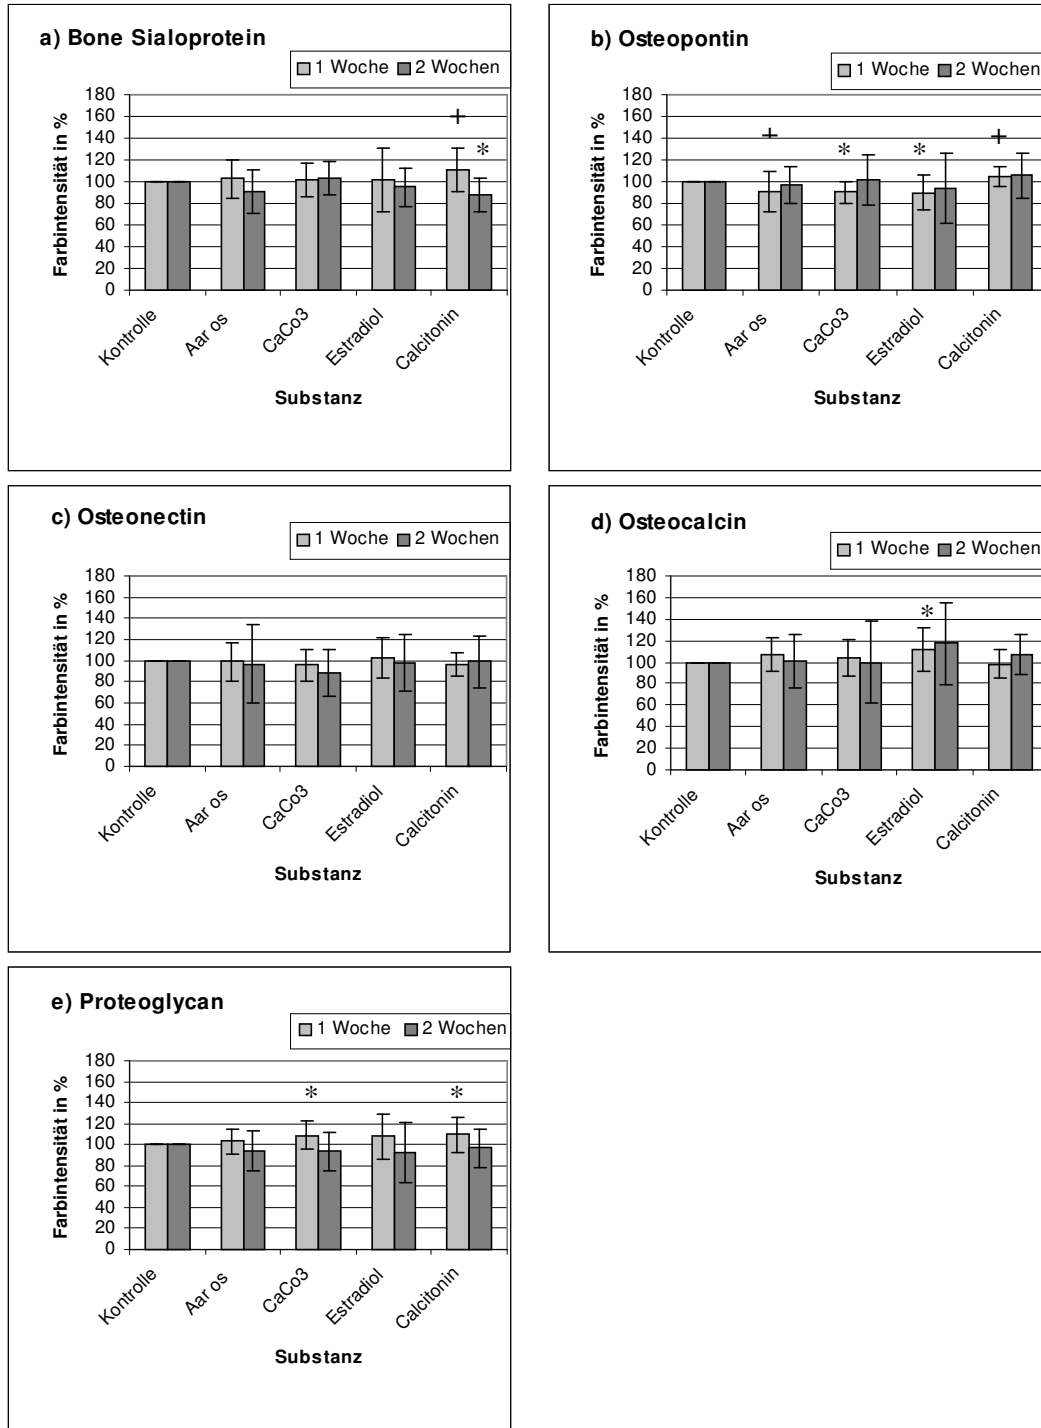 a) Bone Sialoprotein
1 Woche 2 Wochen
Farbintensität in %
180
160
140
120
100
80
60
40
20
0
+
*
Kontrolle
Aar os
CaCo3
Estradiol
Calcitonin
Substanz
b) Osteopontin
1 Woche 2 Wochen
Farbintensität in %
180
160
140
120
100
80
60
40
20
0
+
*
*
+
Kontrolle
Aar os
CaCo3
Estradiol
Calcitonin
Substanz
c) Osteonectin
1 Woche 2 Wochen
Farbintensität in %
180
160
140
120
100
80
60
40
20
0
Kontrolle
Aar os
CaCo3
Estradiol
Calcitonin
Substanz
d) Osteocalcin
1 Woche 2 Wochen
Farbintensität in %
180
160
140
120
100
80
60
40
20
0
*
Kontrolle
Aar os
CaCo3
Estradiol
Calcitonin
Substanz
e) Proteoglycan
1 Woche 2 Wochen
Farbintensität in %
180
160
140
120
100
80
60
40
20
0
*
*
Kontrolle
Aar os
CaCo3
Estradiol
Calcitonin
Substanz